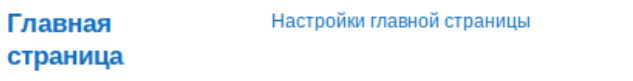 Главная
страница
Настройки главной страницы